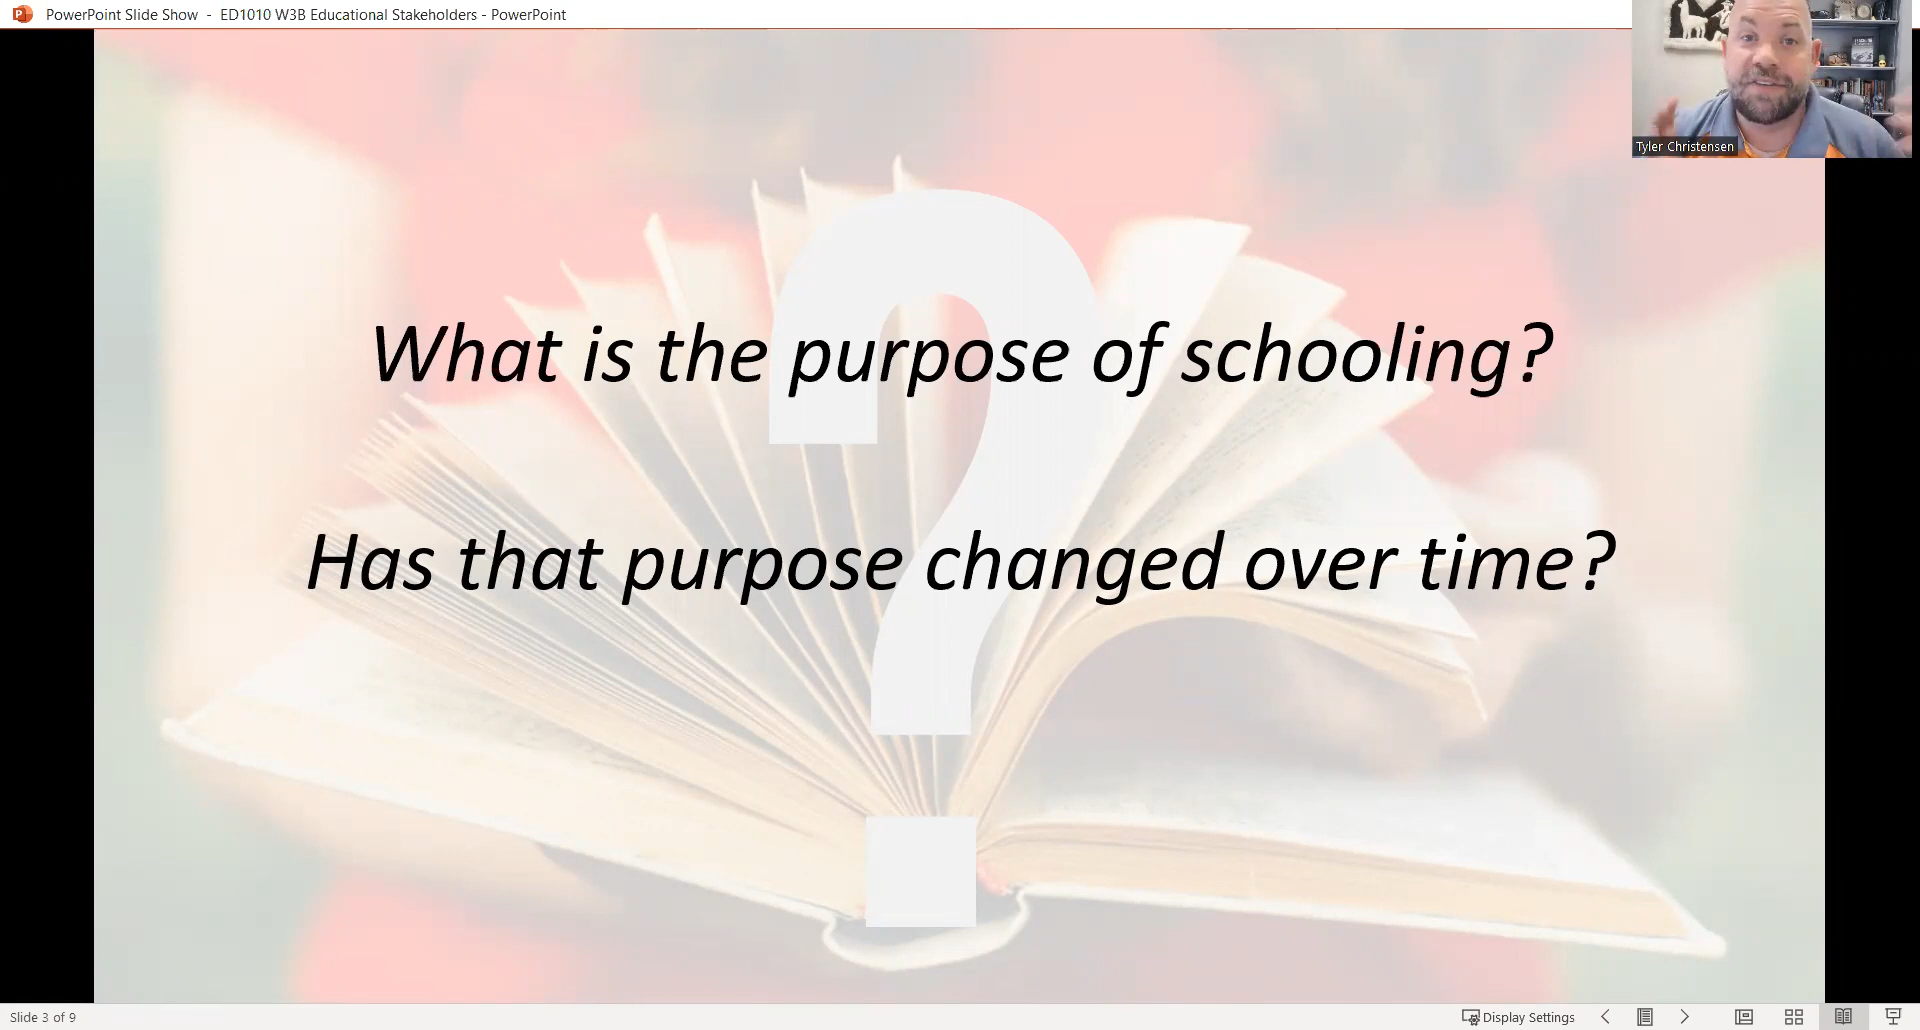 PowerPoint Slide Show - ED1010 W3B Educational Stakeholders - PowerPoint
Tyler Christensen
What is the purpose of schooling?
Has that purpose changed over time?
Slide 3 of 9
Display Settings